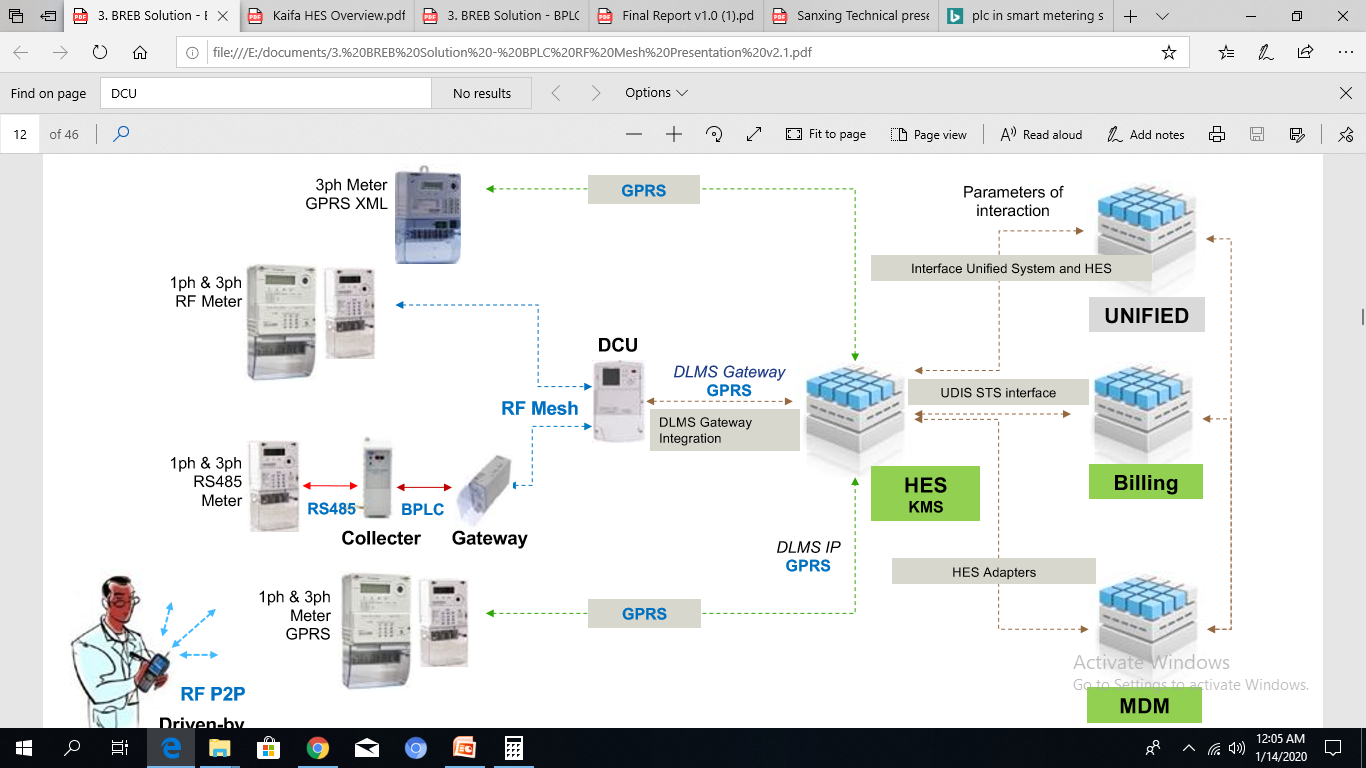 3. BREB Solution - E
Kaifa HES Overview.pdf
3. BREB Solution - BPLC
Final Report v1.0 (1).pd
Sanxing Technical prese
plc in smart metering s
file:///E:/documents/3.%20BREB%20Solution%20-%20BPLC%20RF%20Mesh%20Presentation%20v2.1.pdf
Find on page
DCU
No results
Options
12
of 46
Fit to page
Page view
Read aloud
Add notes
3ph Meter
GPRS XML
GPRS
Parameters of
interaction
Interface Unified System and HES
UNIFIED
1ph & 3ph
RF Meter
DCU
DLMS Gateway
GPRS
DLMS Gateway
Integration
RF Mesh
UDIS STS interface
1ph & 3ph
RS485
Meter
RS485
BPLC
Collecter
Gateway
HES
KMS
Billing
DLMS IP
GPRS
HES Adapters
1ph & 3ph
Meter
GPRS
GPRS
RF P2P
Driven-by
MDM
Activate Windows
Go to Settings to activate Windows.
12:05 AM
1/14/2020